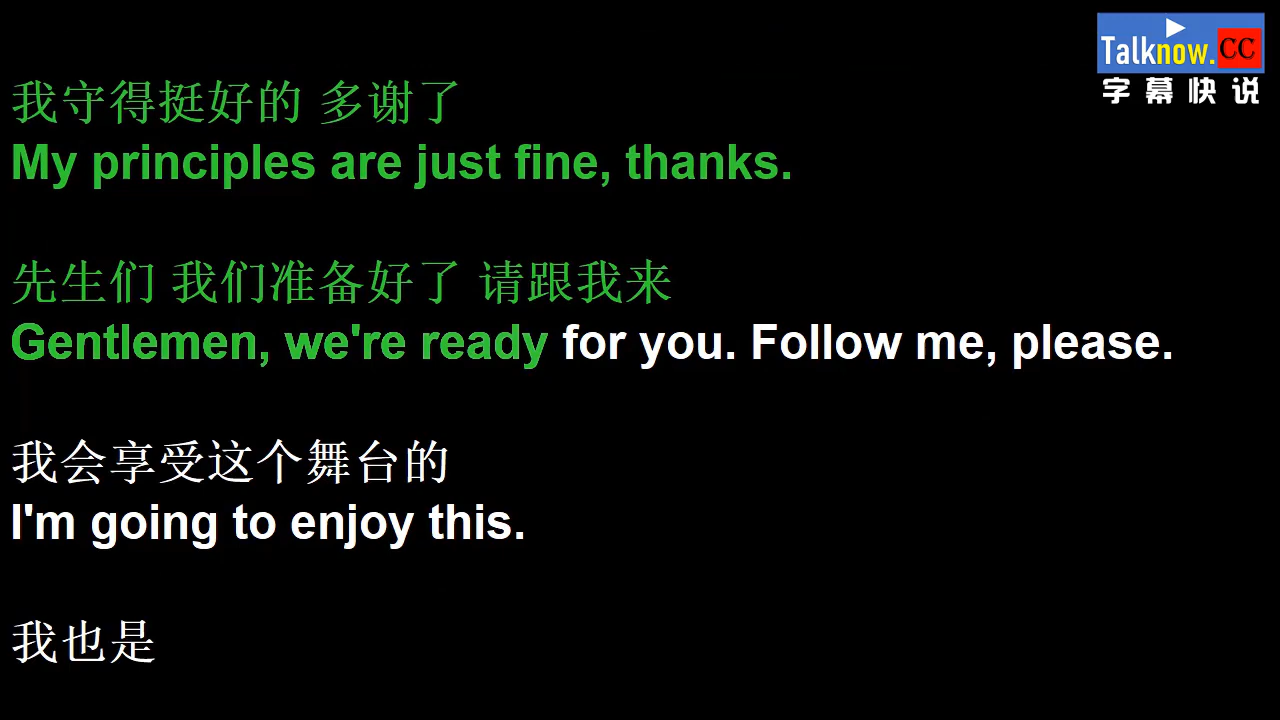 Talknow.CC
字幕快说
我守得挺好的 多谢了
My principles are just fine, thanks.
先生们 我们准备好了 请跟我来
Gentlemen, we're ready for you. Follow me, please.
我会享受这个舞台的
I'm going to enjoy this.
我也是